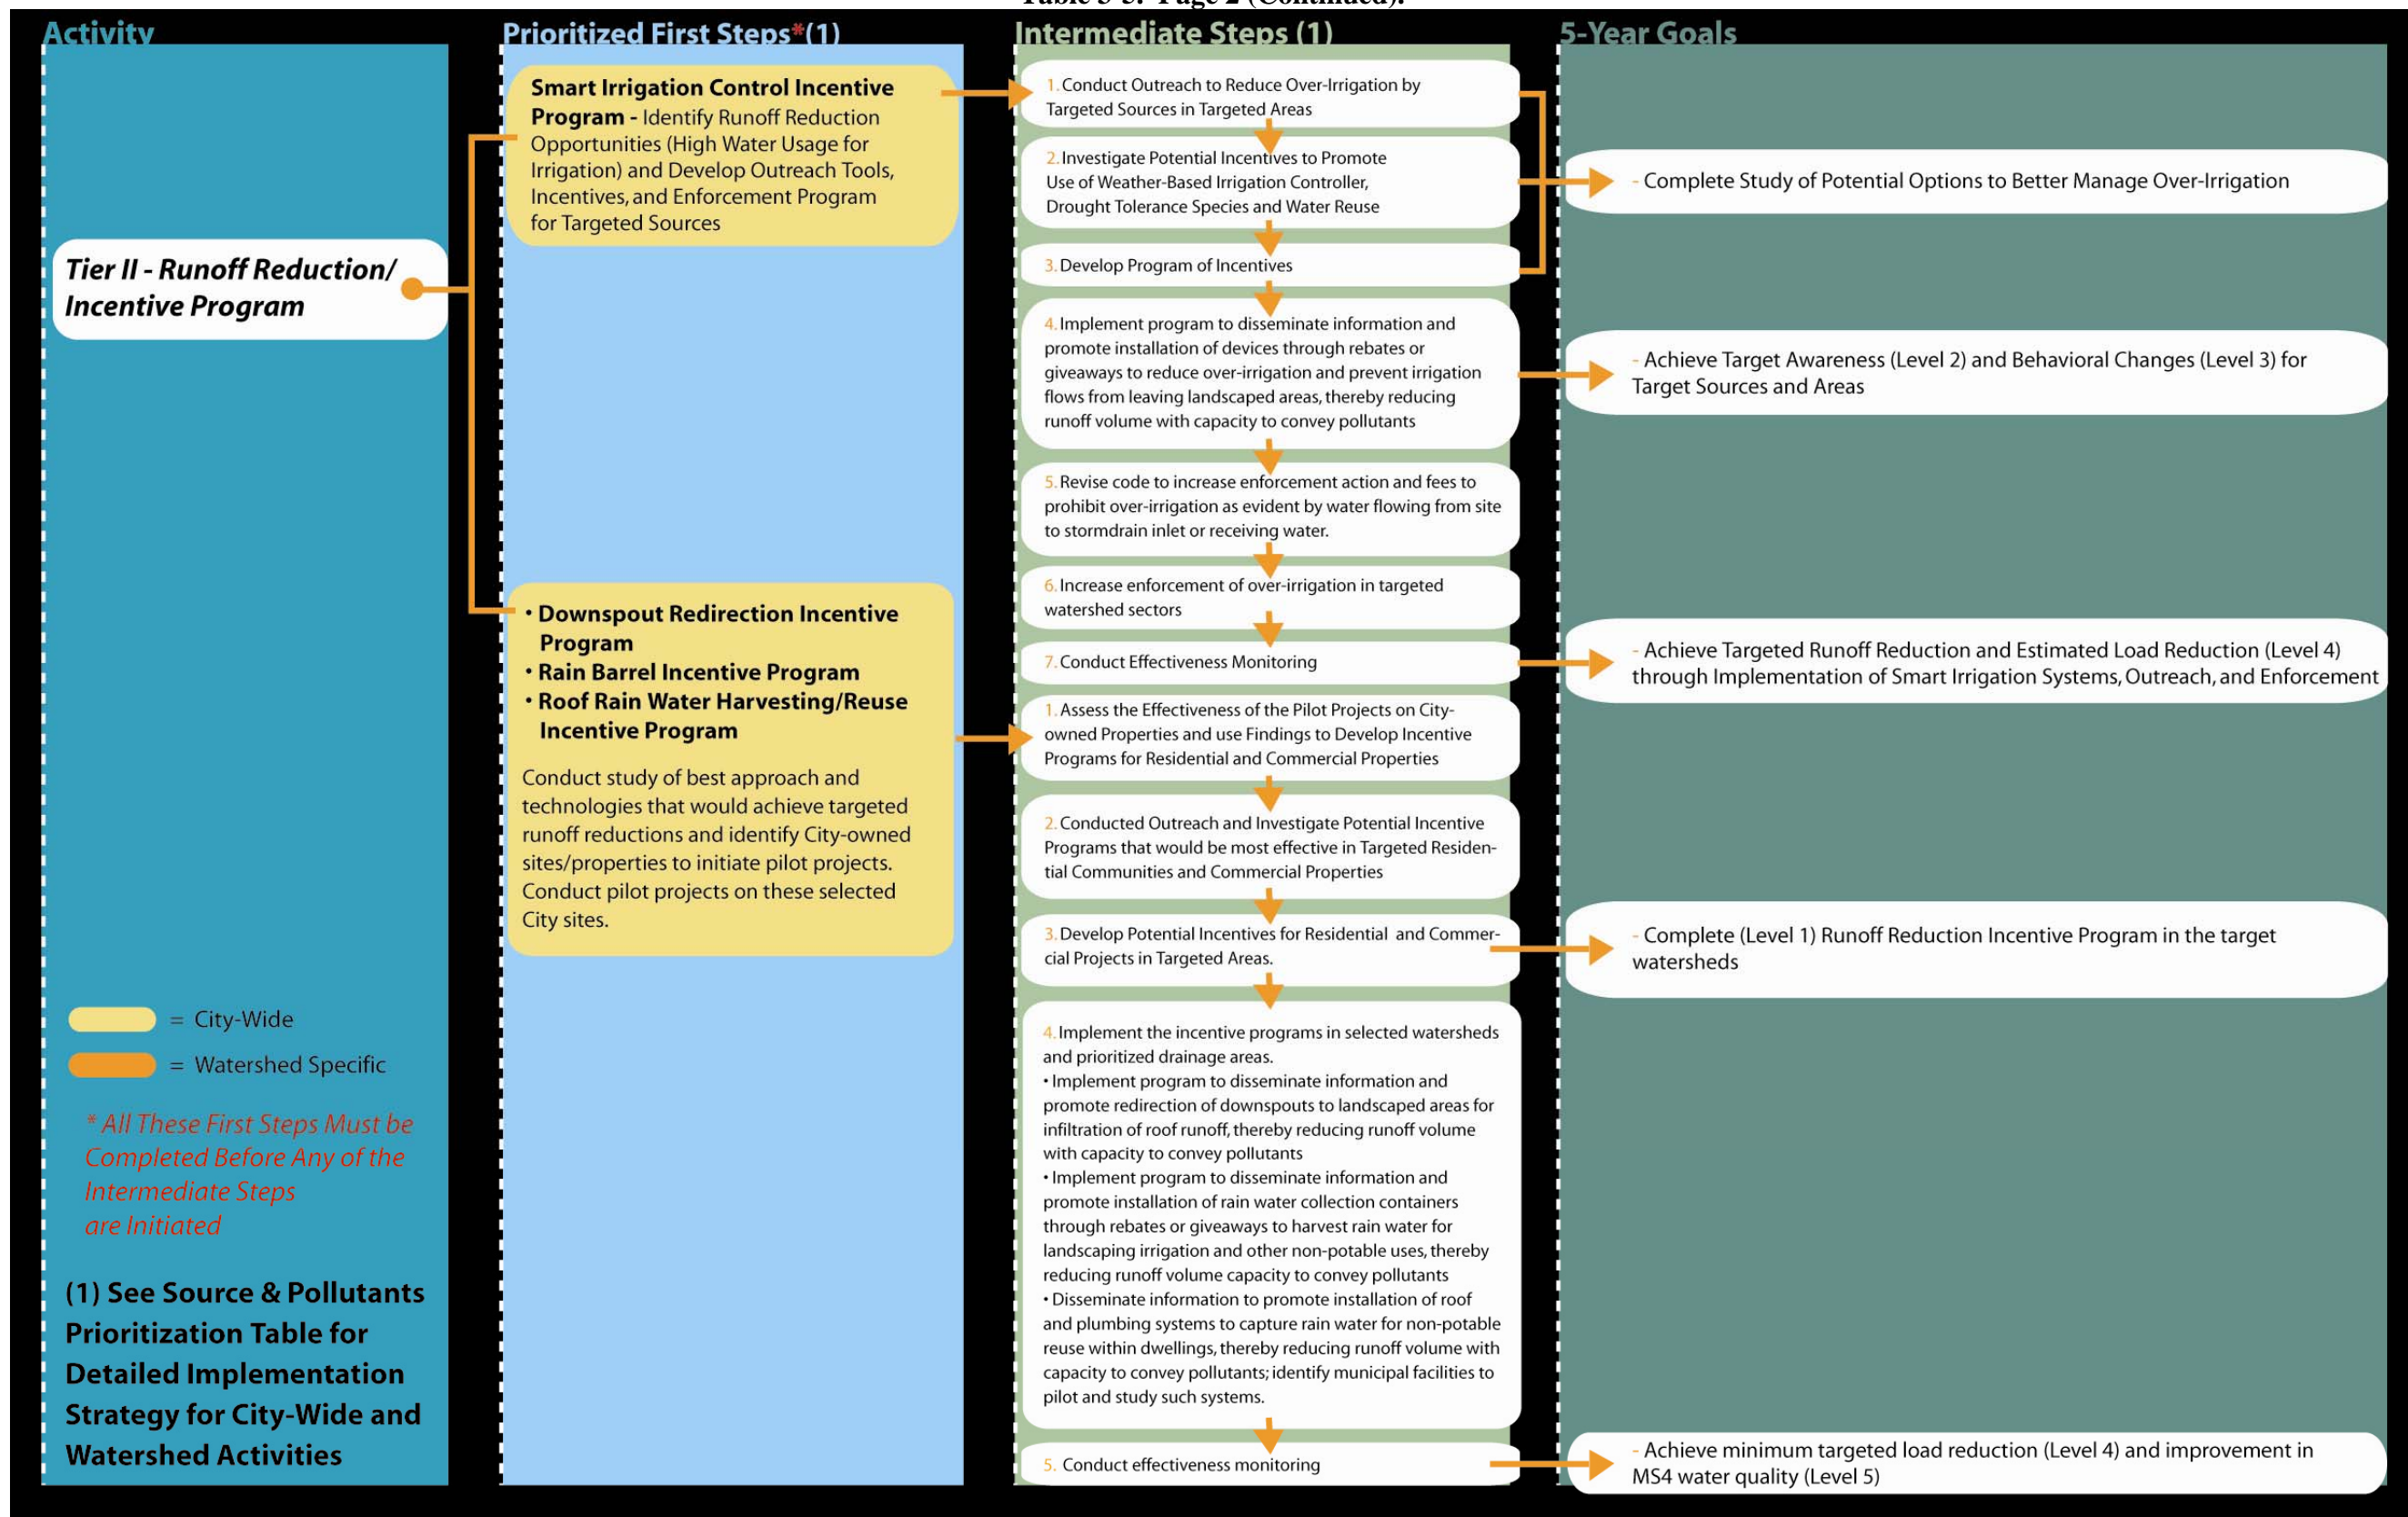 Table 3-3. Page 2 (Continued).
Activity
Prioritized First Steps*(1)
Intermediate Steps (1)
5-Year Goals
Tier II - Runoff Reduction/
Incentive Program
= City-Wide
= Watershed Specific
* All These First Steps Must be
Completed Before Any of the
Intermediate Steps
are Initiated
(1) See Source & Pollutants
Prioritization Table for
Detailed Implementation
Strategy for City-Wide and
Watershed Activities
Smart Irrigation Control Incentive
Program - Identify Runoff Reduction
Opportunities (High Water Usage for
Irrigation) and Develop Outreach Tools,
Incentives, and Enforcement Program
for Targeted Sources
• Downspout Redirection Incentive
Program
• Rain Barrel Incentive Program
• Roof Rain Water Harvesting/Reuse
Incentive Program
Conduct study of best approach and
technologies that would achieve targeted
runoff reductions and identify City-owned
sites/properties to initiate pilot projects.
Conduct pilot projects on these selected
City sites.
1. Conduct Outreach to Reduce Over-Irrigation by
Targeted Sources in Targeted Areas
2. Investigate Potential Incentives to Promote
Use of Weather-Based Irrigation Controller,
Drought Tolerance Species and Water Reuse
3. Develop Program of Incentives
4. Implement program to disseminate information and
promote installation of devices through rebates or
giveaways to reduce over-irrigation and prevent irrigation
flows from leaving landscaped areas, thereby reducing
runoff volume with capacity to convey pollutants
5. Revise code to increase enforcement action and fees to
prohibit over-irrigation as evident by water flowing from site
to stormdrain inlet or receiving water.
6. Increase enforcement of over-irrigation in targeted
watershed sectors
7. Conduct Effectiveness Monitoring
1. Assess the Effectiveness of the Pilot Projects on City-
owned Properties and use Findings to Develop Incentive
Programs for Residential and Commercial Properties
2. Conducted Outreach and Investigate Potential Incentive
Programs that would be most effective in Targeted Residen-
tial Communities and Commercial Properties
3. Develop Potential Incentives for Residential and Commer-
cial Projects in Targeted Areas.
4. Implement the incentive programs in selected watersheds
and prioritized drainage areas.
• Implement program to disseminate information and
promote redirection of downspouts to landscaped areas for
infiltration of roof runoff, thereby reducing runoff volume
with capacity to convey pollutants
• Implement program to disseminate information and
promote installation of rain water collection containers
through rebates or giveaways to harvest rain water for
landscaping irrigation and other non-potable uses, thereby
reducing runoff volume capacity to convey pollutants
• Disseminate information to promote installation of roof
and plumbing systems to capture rain water for non-potable
reuse within dwellings, thereby reducing runoff volume with
capacity to convey pollutants; identify municipal facilities to
pilot and study such systems.
5. Conduct effectiveness monitoring
- Complete Study of Potential Options to Better Manage Over-Irrigation
- Achieve Target Awareness (Level 2) and Behavioral Changes (Level 3) for
Target Sources and Areas
- Achieve Targeted Runoff Reduction and Estimated Load Reduction (Level 4)
through Implementation of Smart Irrigation Systems, Outreach, and Enforcement
- Complete (Level 1) Runoff Reduction Incentive Program in the target
watersheds
- Achieve minimum targeted load reduction (Level 4) and improvement in
MS4 water quality (Level 5)